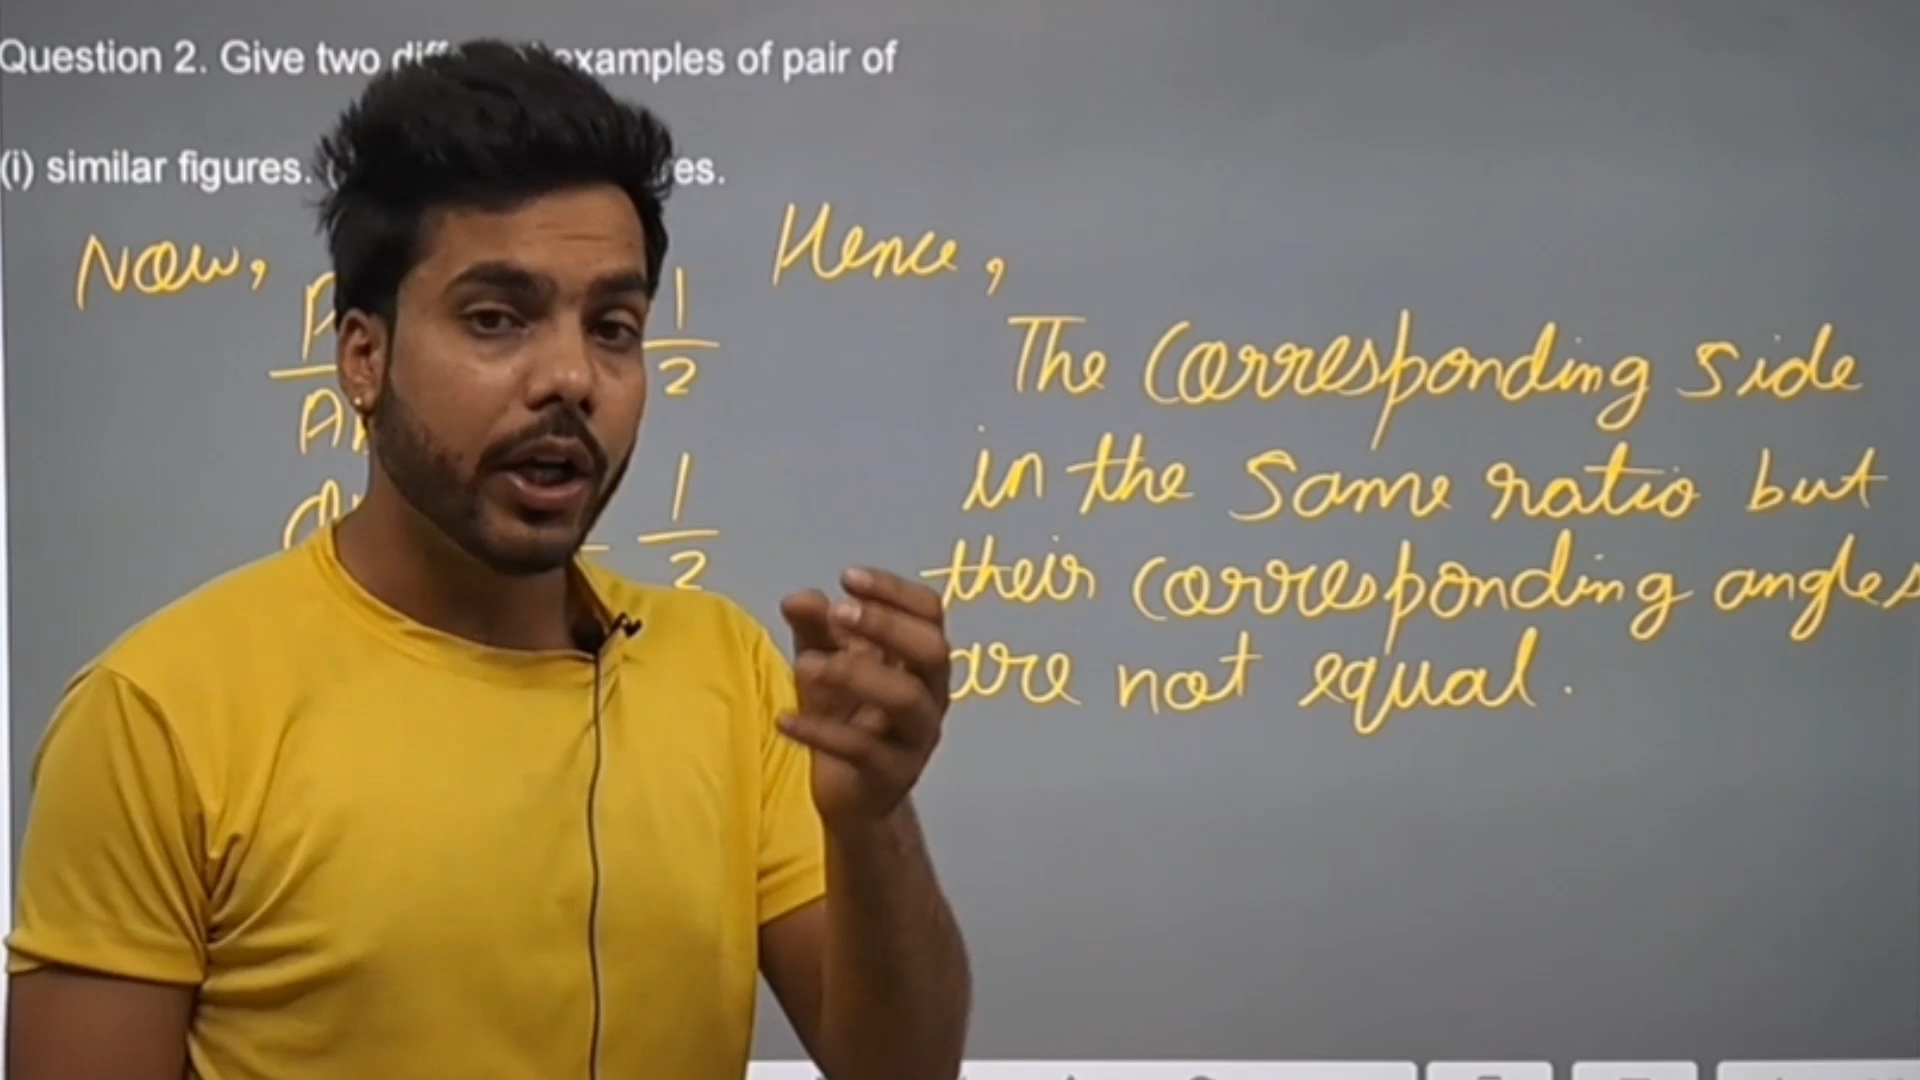 Question 2. Give two examples of pair of
(i) similar figures.
Now,
1
2
1
2
Hence,
The Corresponding side
in the Same ratio but
their Corresponding angles
are not equal.